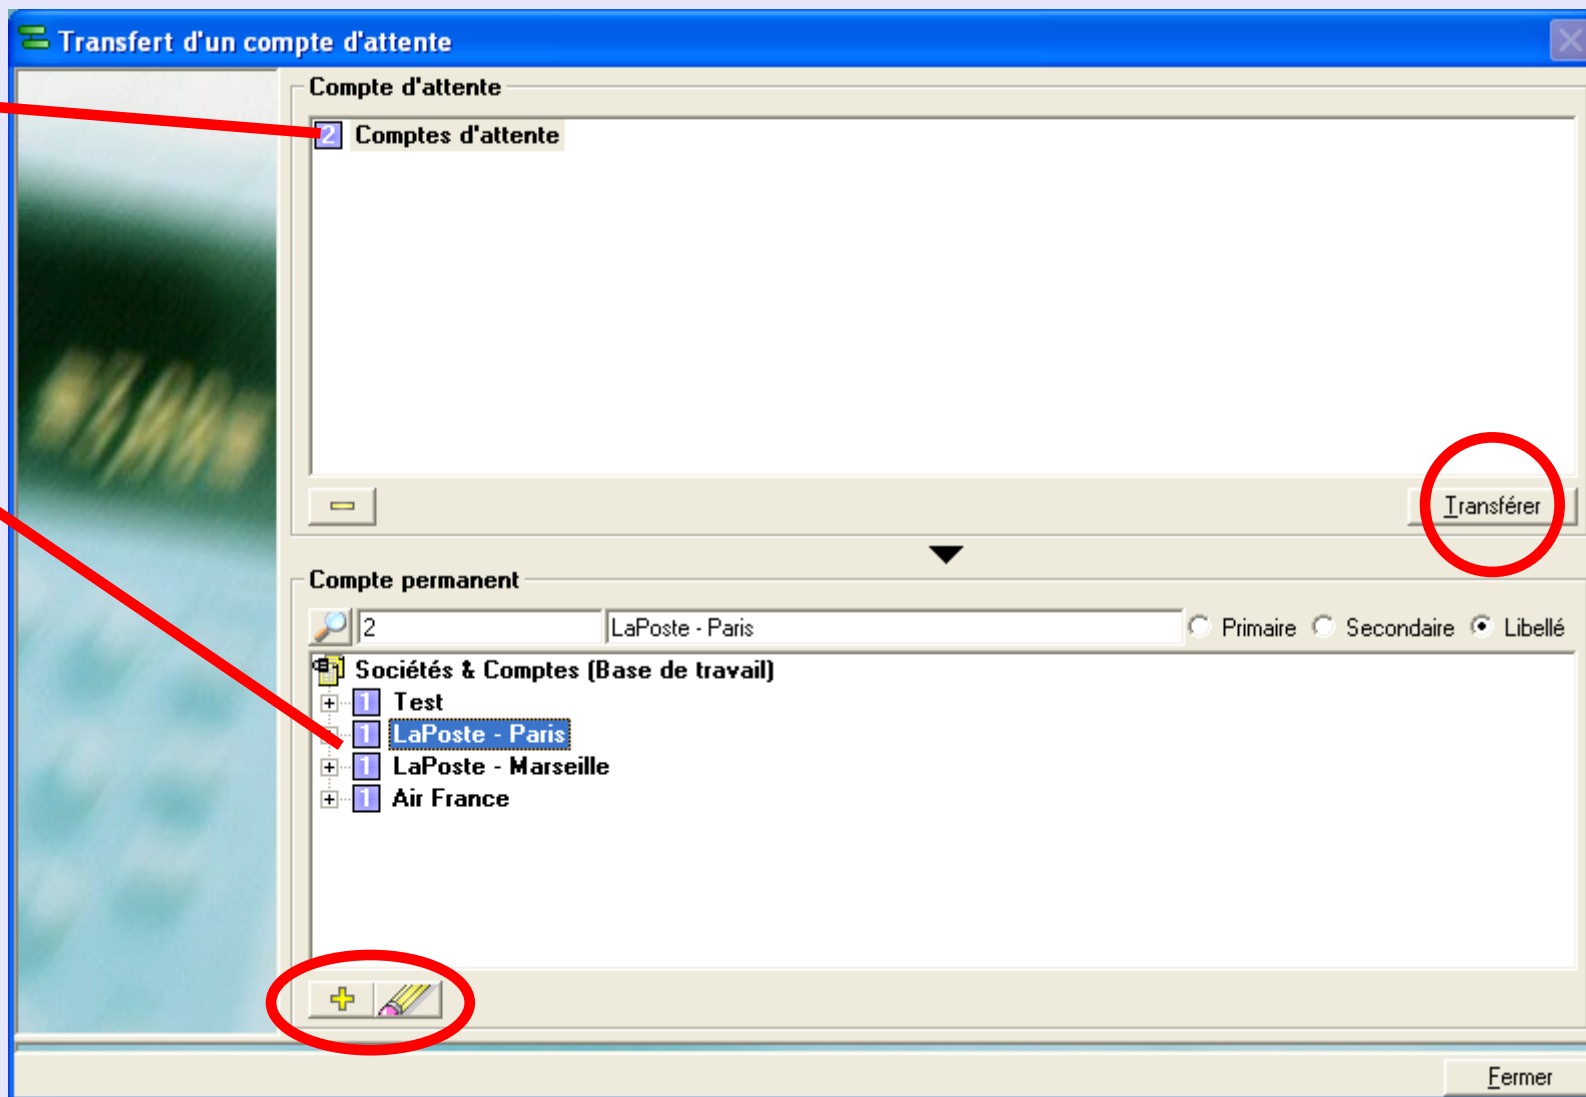 Transfert d'un compte d'attente
Compte d'attente
2 Comptes d'attente
Transférer
Compte permanent
2 LaPoste - Paris Primaire Secondaire Libellé
Sociétés & Comptes (Base de travail)
1 Test
1 LaPoste - Paris
1 LaPoste - Marseille
1 Air France
Fermer